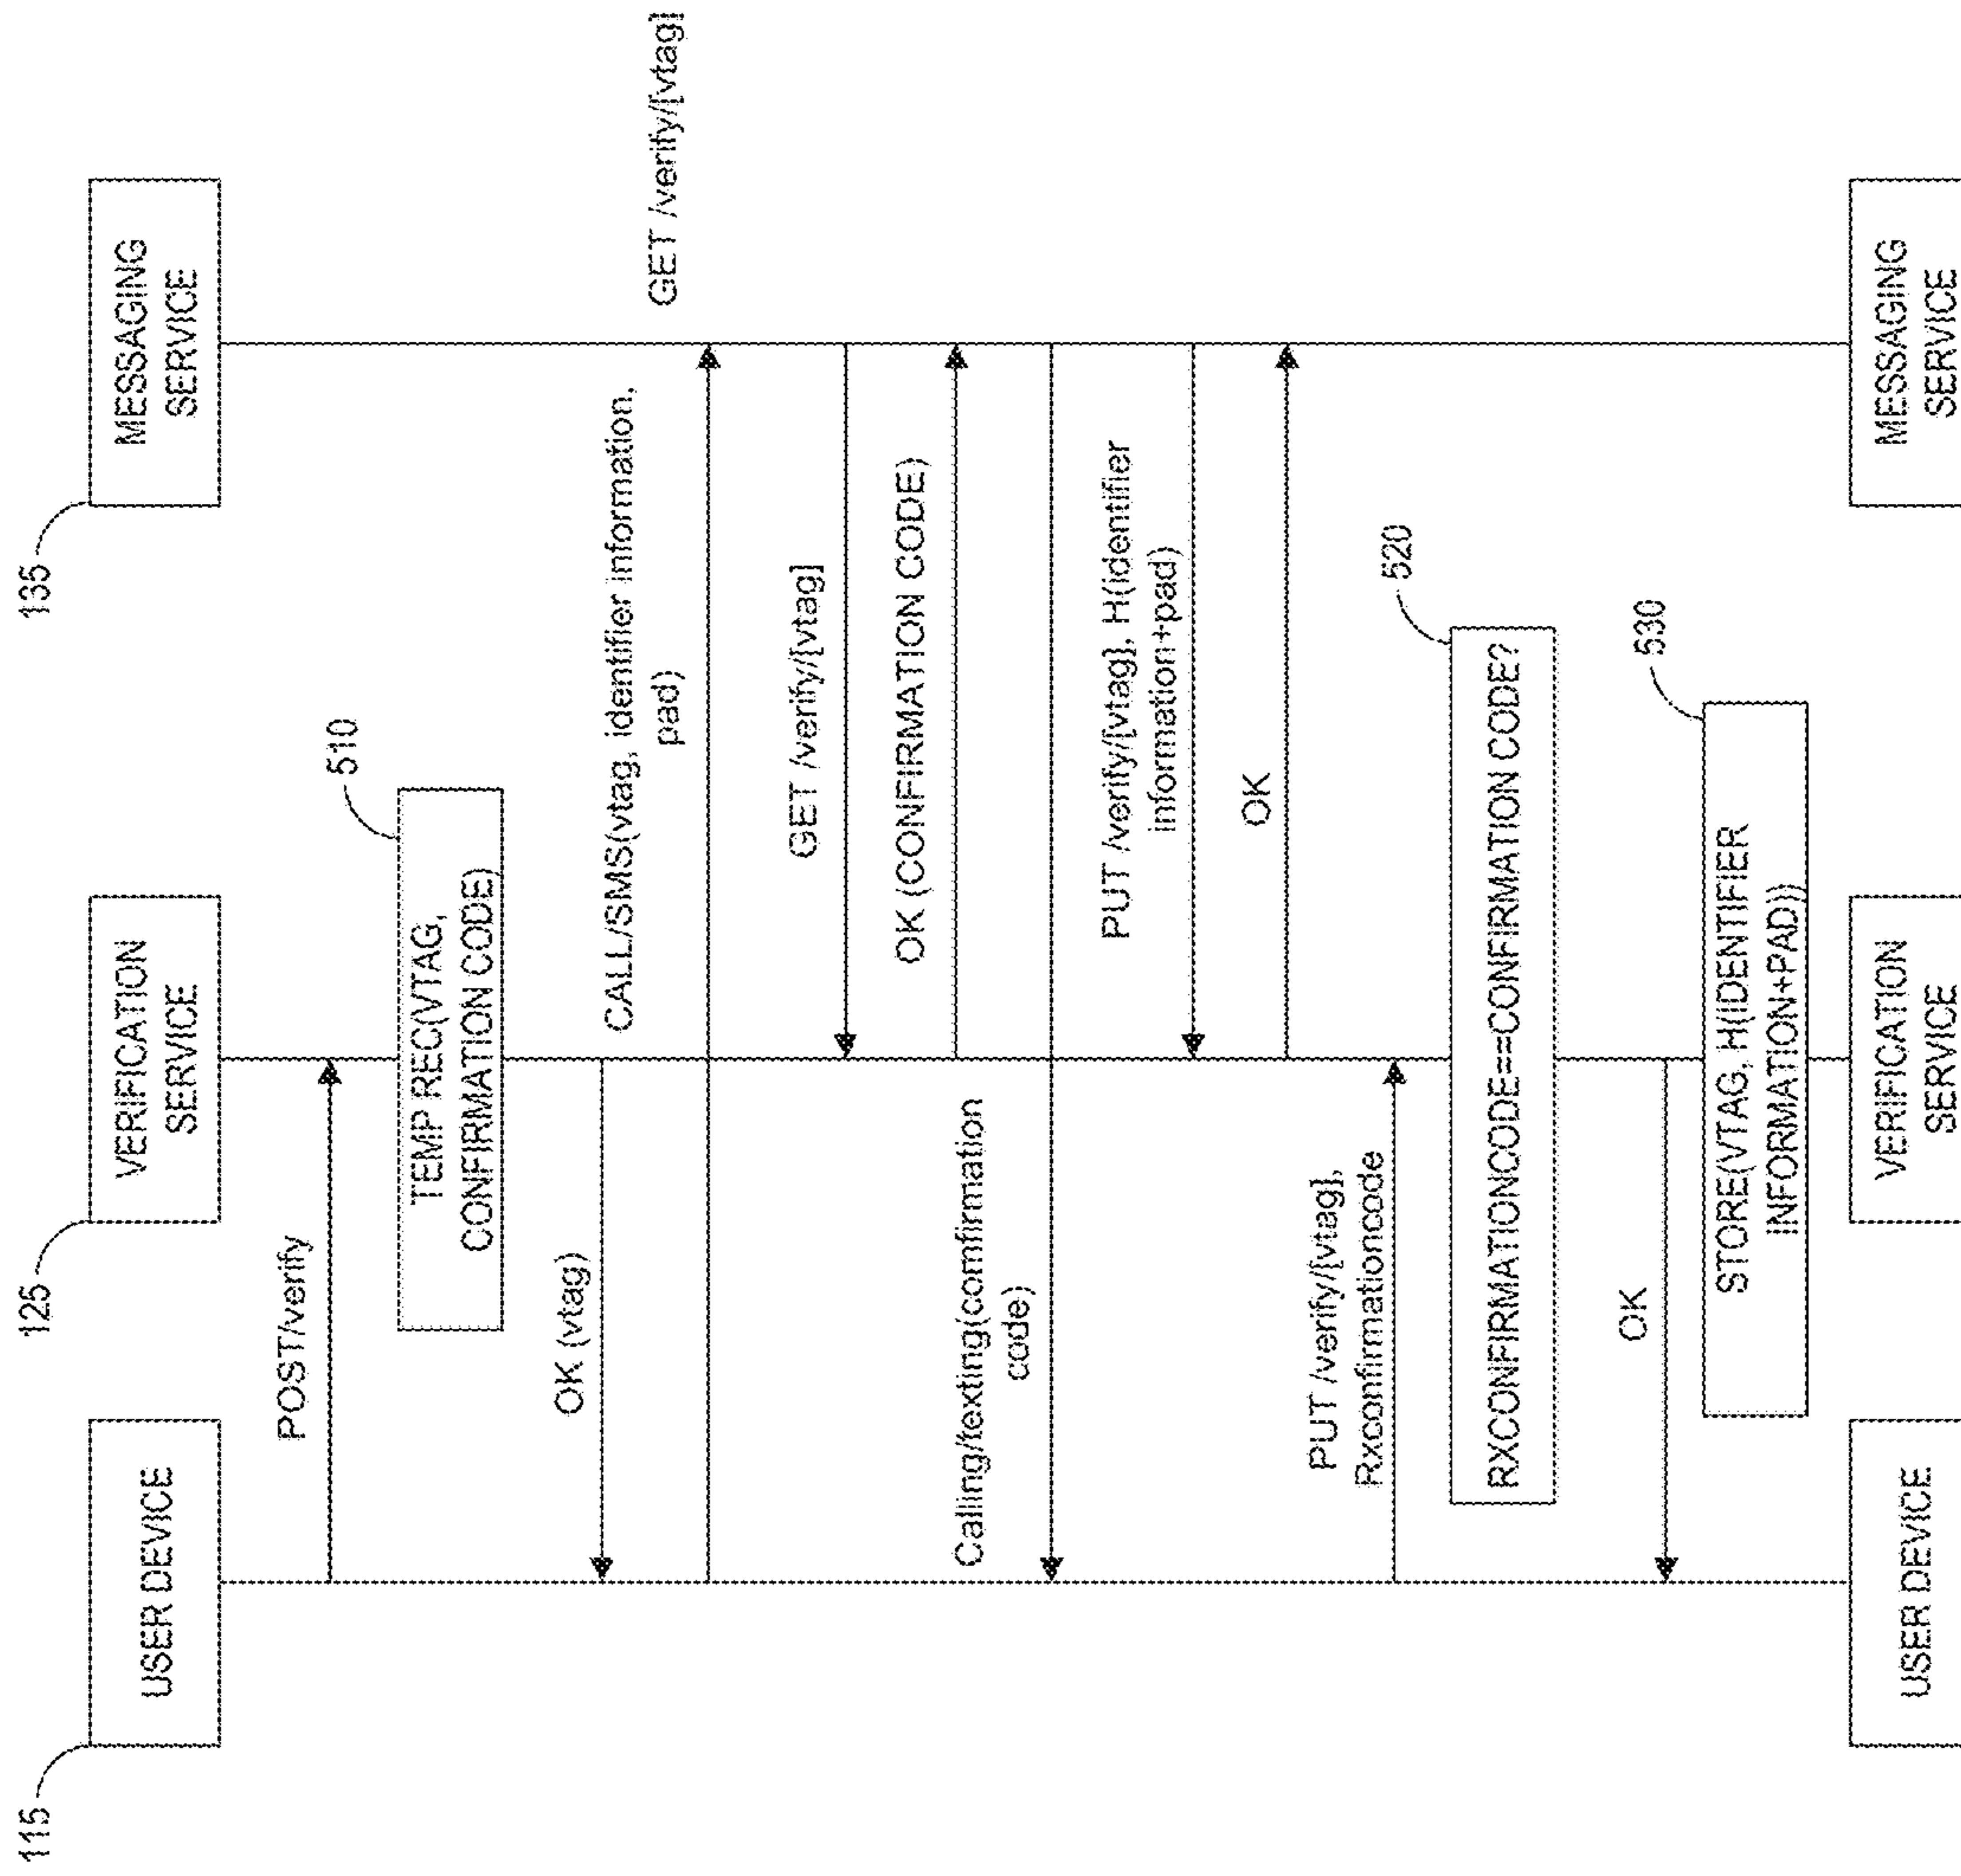 115
USER DEVICE
125
VERIFICATION
SERVICE
135
MESSAGING
SERVICE
POST/verify
510
TEMP REC(VTAG,
CONFIRMATION CODE)
OK (vtag)
CALL/SMS(vtag, identifier information,
pad)
GET /verify/[vtag]
GET /verify/[vtag]
OK (CONFIRMATION CODE)
Calling/texting(confirmation
code)
PUT /verify/[vtag], H(identifier
information+pad)
OK
PUT /verify/[vtag],
Rxconfirmationcode
520
RXCONFIRMATIONCODE==CONFIRMATION CODE?
OK
530
STORE(VTAG, H(IDENTIFIER
INFORMATION+PAD))
USER DEVICE
VERIFICATION
SERVICE
MESSAGING
SERVICE